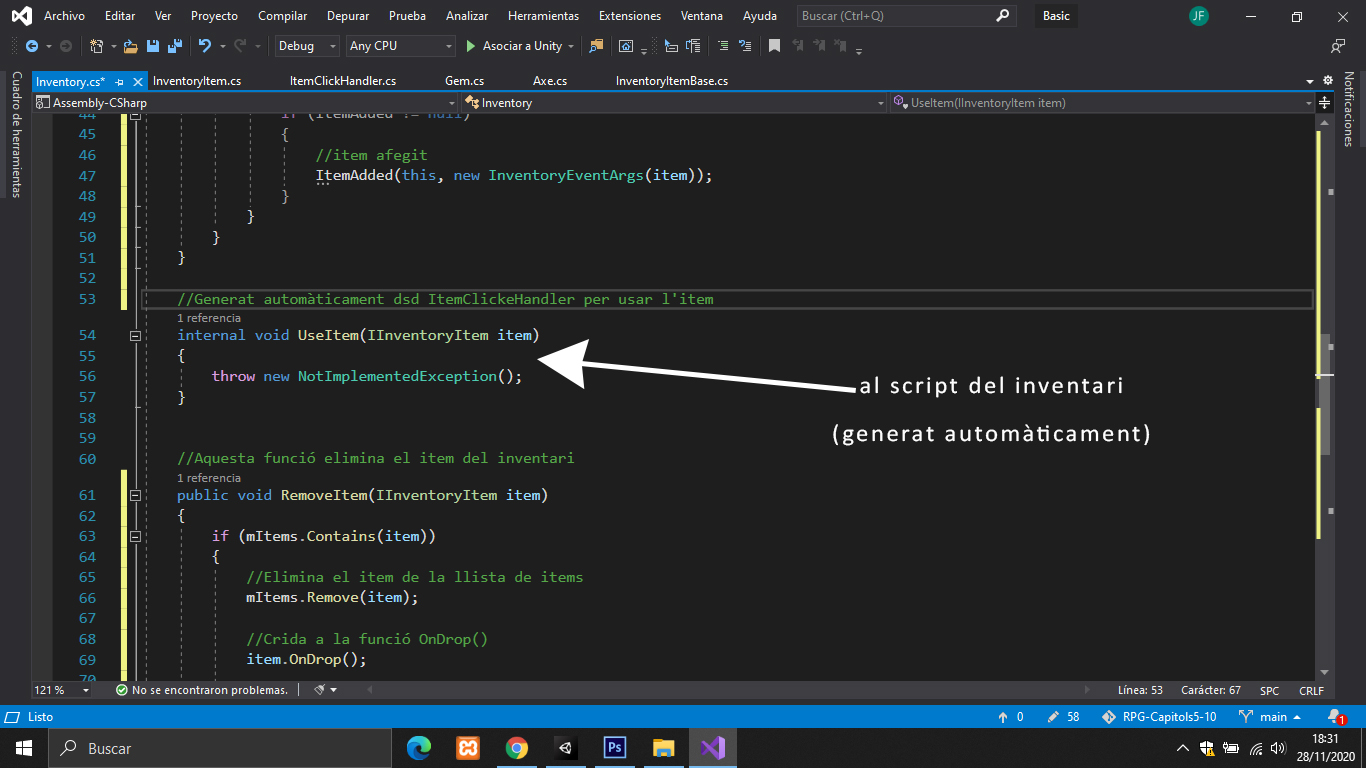 Archivo Editar Ver Proyecto Compilar Depurar Prueba Analizar Herramientas Extensiones Ventana Ayuda Buscar (Ctrl+Q) Basic JF
Debug Any CPU Asociar a Unity
Inventory.cs* InventoryItem.cs ItemClickHandler.cs Gem.cs Axe.cs InventoryItemBase.cs
Assembly-CSharp Inventory UseItem(IInventoryItem item)
Cuadro de herramientas
Notificaciones
44 if (ItemAdded != null)
45 {
46 //item afegit
47 ItemAdded(this, new InventoryEventArgs(item));
48 }
49 }
50 }
51 }
52
53 //Generat automàticament dsd ItemClickeHandler per usar l'item
1 referencia
54 internal void UseItem(IInventoryItem item)
55 {
56 throw new NotImplementedException();
57 }
58
59
60 //Aquesta funció elimina el item del inventari
1 referencia
61 public void RemoveItem(IInventoryItem item)
62 {
63 if (mItems.Contains(item))
64 {
65 //Elimina el item de la llista de items
66 mItems.Remove(item);
67
68 //Crida a la funció OnDrop()
69 item.OnDrop();
70
al script del inventari
(generat automàticament)
121 % No se encontraron problemas. Línea: 53 Carácter: 67 SPC CRLF
Listo 0 58 RPG-Capitols5-10 main 1
Buscar Ps 18:31
28/11/2020